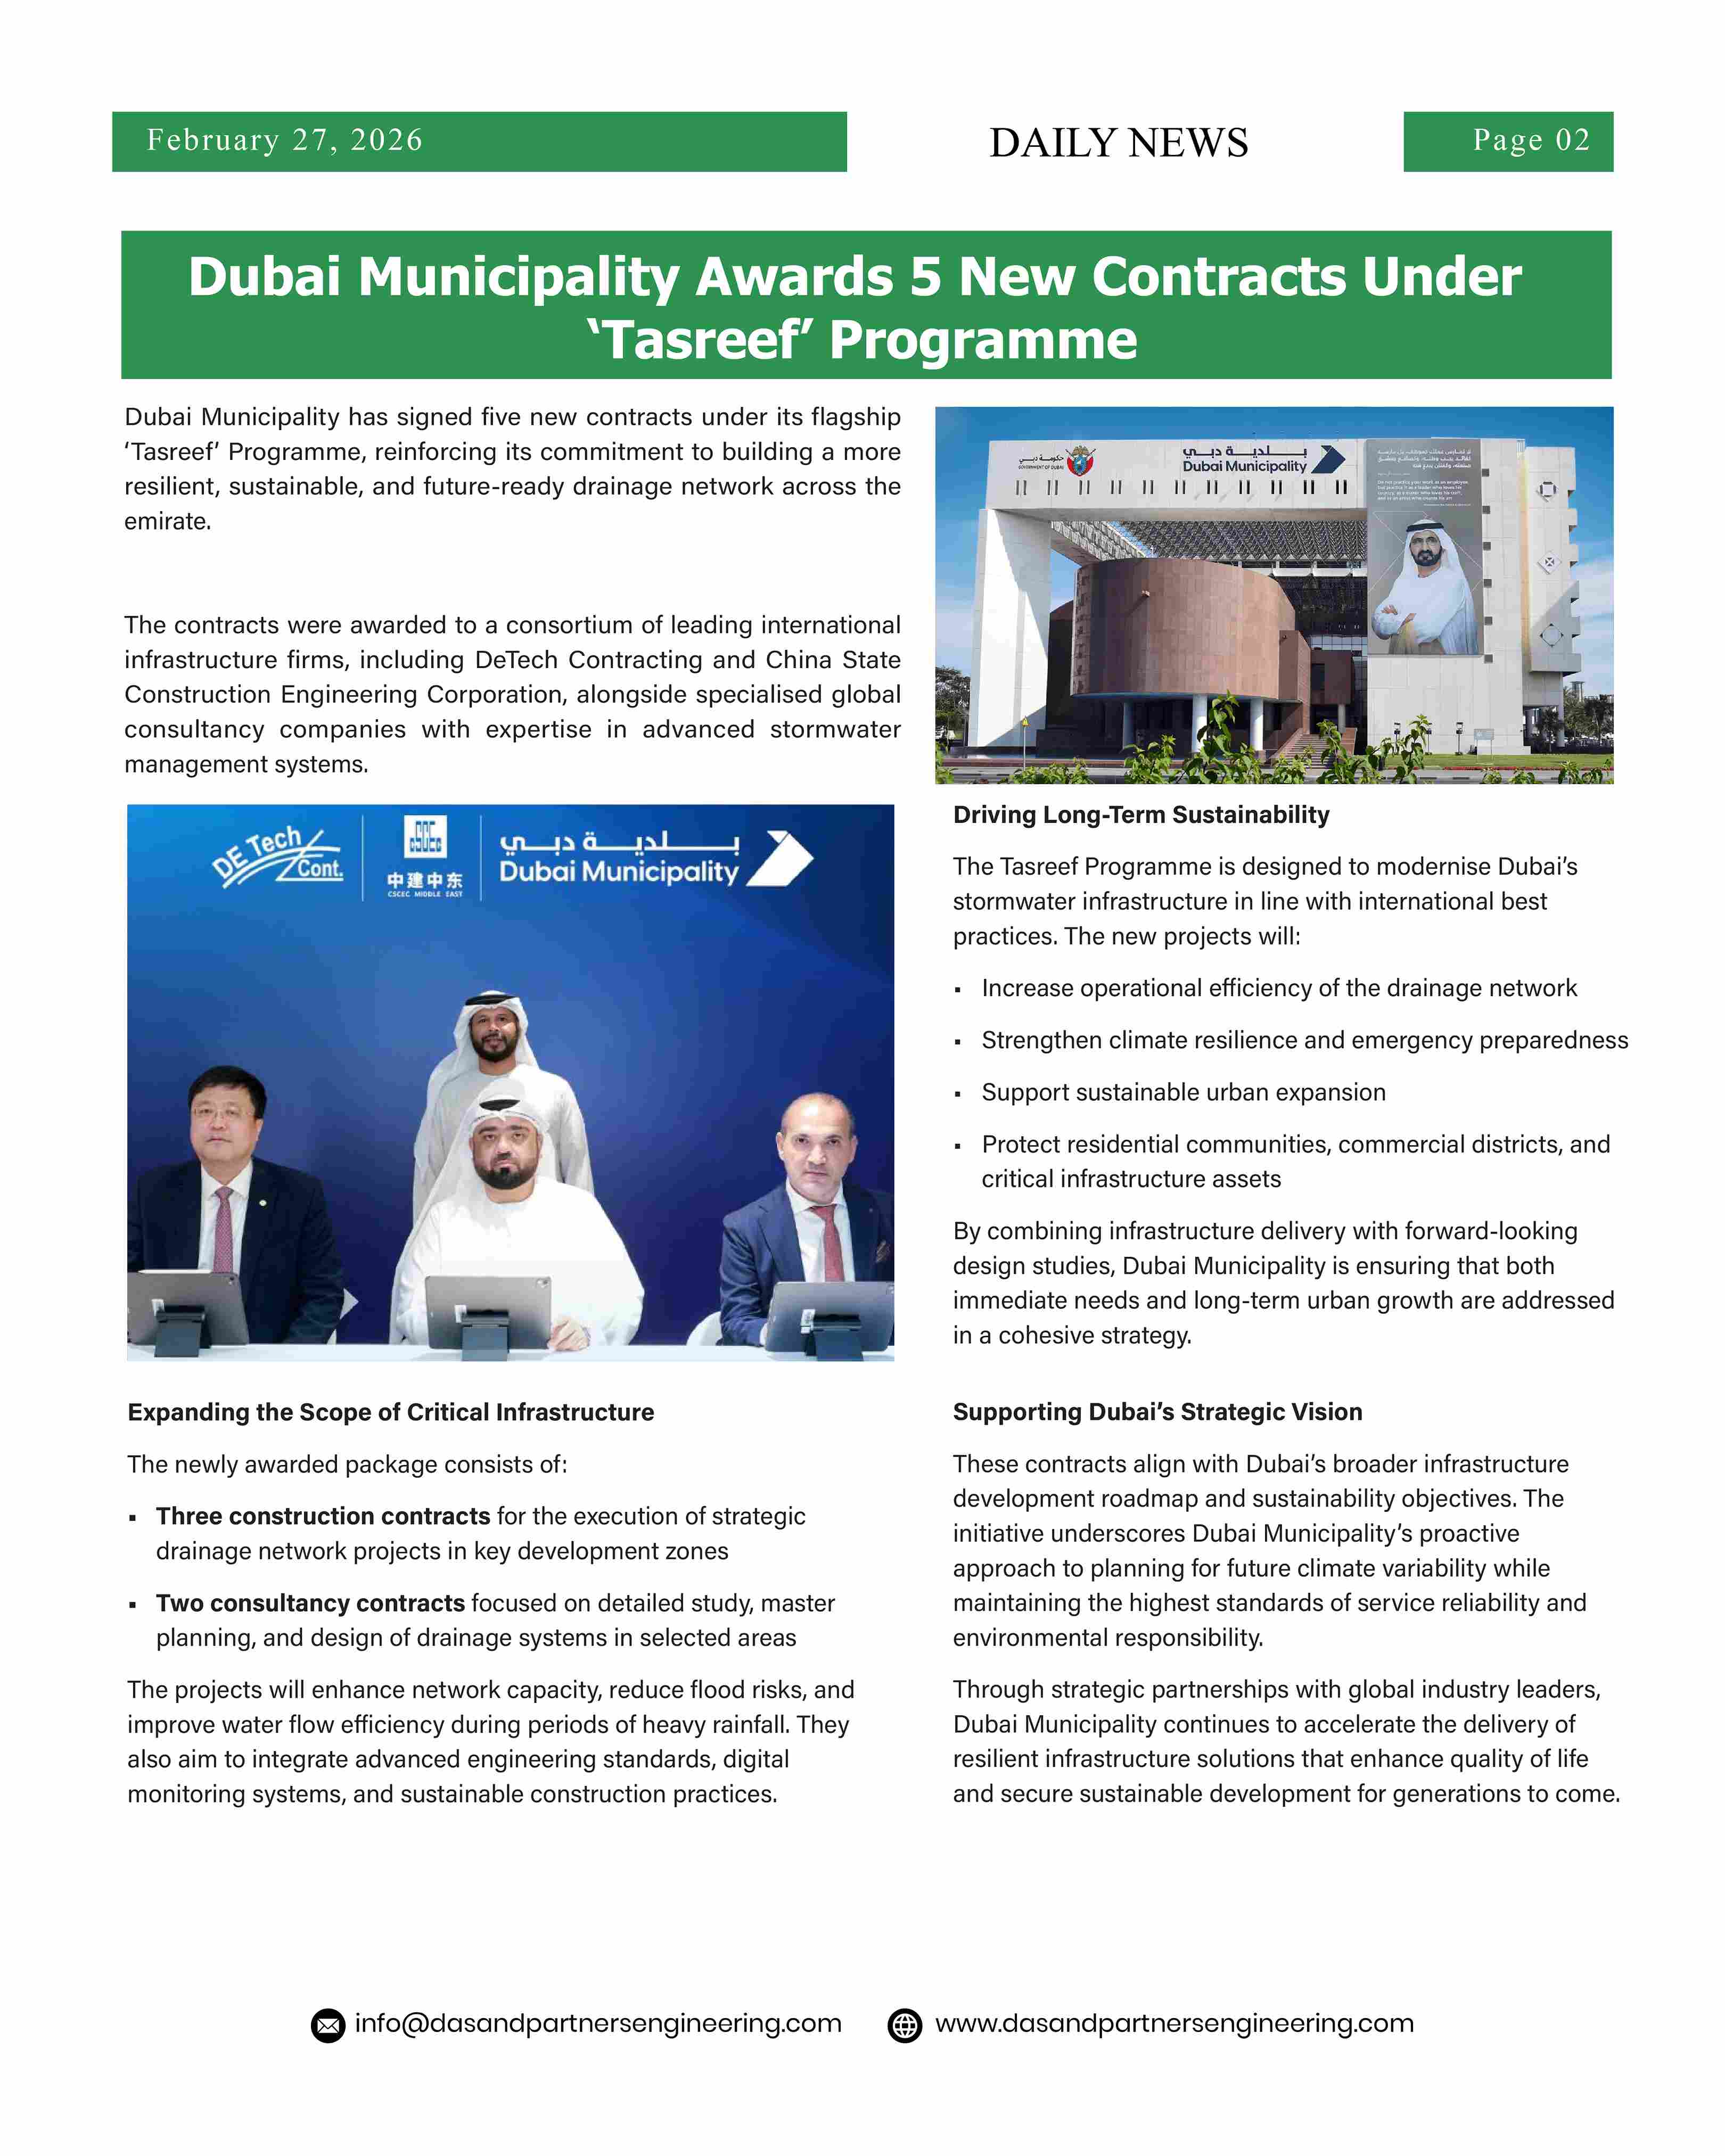 February 27, 2026
DAILY NEWS
Page 02
Dubai Municipality Awards 5 New Contracts Under
‘Tasreef’ Programme
Dubai Municipality has signed five new contracts under its flagship
‘Tasreef’ Programme, reinforcing its commitment to building a more
resilient, sustainable, and future-ready drainage network across the
emirate.
The contracts were awarded to a consortium of leading international
infrastructure firms, including DeTech Contracting and China State
Construction Engineering Corporation, alongside specialised global
consultancy companies with expertise in advanced stormwater
management systems.
حكومة دبي
GOVERNMENT OF DUBAI
بلدية دبي
Dubai Municipality
DE Tech
Cont.
CSCEC
中建中东
CSCEC MIDDLE EAST
بلدية دبي
Dubai Municipality
Expanding the Scope of Critical Infrastructure
The newly awarded package consists of:
▪ Three construction contracts for the execution of strategic
drainage network projects in key development zones
▪ Two consultancy contracts focused on detailed study, master
planning, and design of drainage systems in selected areas
The projects will enhance network capacity, reduce flood risks, and
improve water flow efficiency during periods of heavy rainfall. They
also aim to integrate advanced engineering standards, digital
monitoring systems, and sustainable construction practices.
Driving Long-Term Sustainability
The Tasreef Programme is designed to modernise Dubai’s
stormwater infrastructure in line with international best
practices. The new projects will:
▪ Increase operational efficiency of the drainage network
▪ Strengthen climate resilience and emergency preparedness
▪ Support sustainable urban expansion
▪ Protect residential communities, commercial districts, and
critical infrastructure assets
By combining infrastructure delivery with forward-looking
design studies, Dubai Municipality is ensuring that both
immediate needs and long-term urban growth are addressed
in a cohesive strategy.
Supporting Dubai’s Strategic Vision
These contracts align with Dubai’s broader infrastructure
development roadmap and sustainability objectives. The
initiative underscores Dubai Municipality’s proactive
approach to planning for future climate variability while
maintaining the highest standards of service reliability and
environmental responsibility.
Through strategic partnerships with global industry leaders,
Dubai Municipality continues to accelerate the delivery of
resilient infrastructure solutions that enhance quality of life
and secure sustainable development for generations to come.
info@dasandpartnersengineering.com
www.dasandpartnersengineering.com